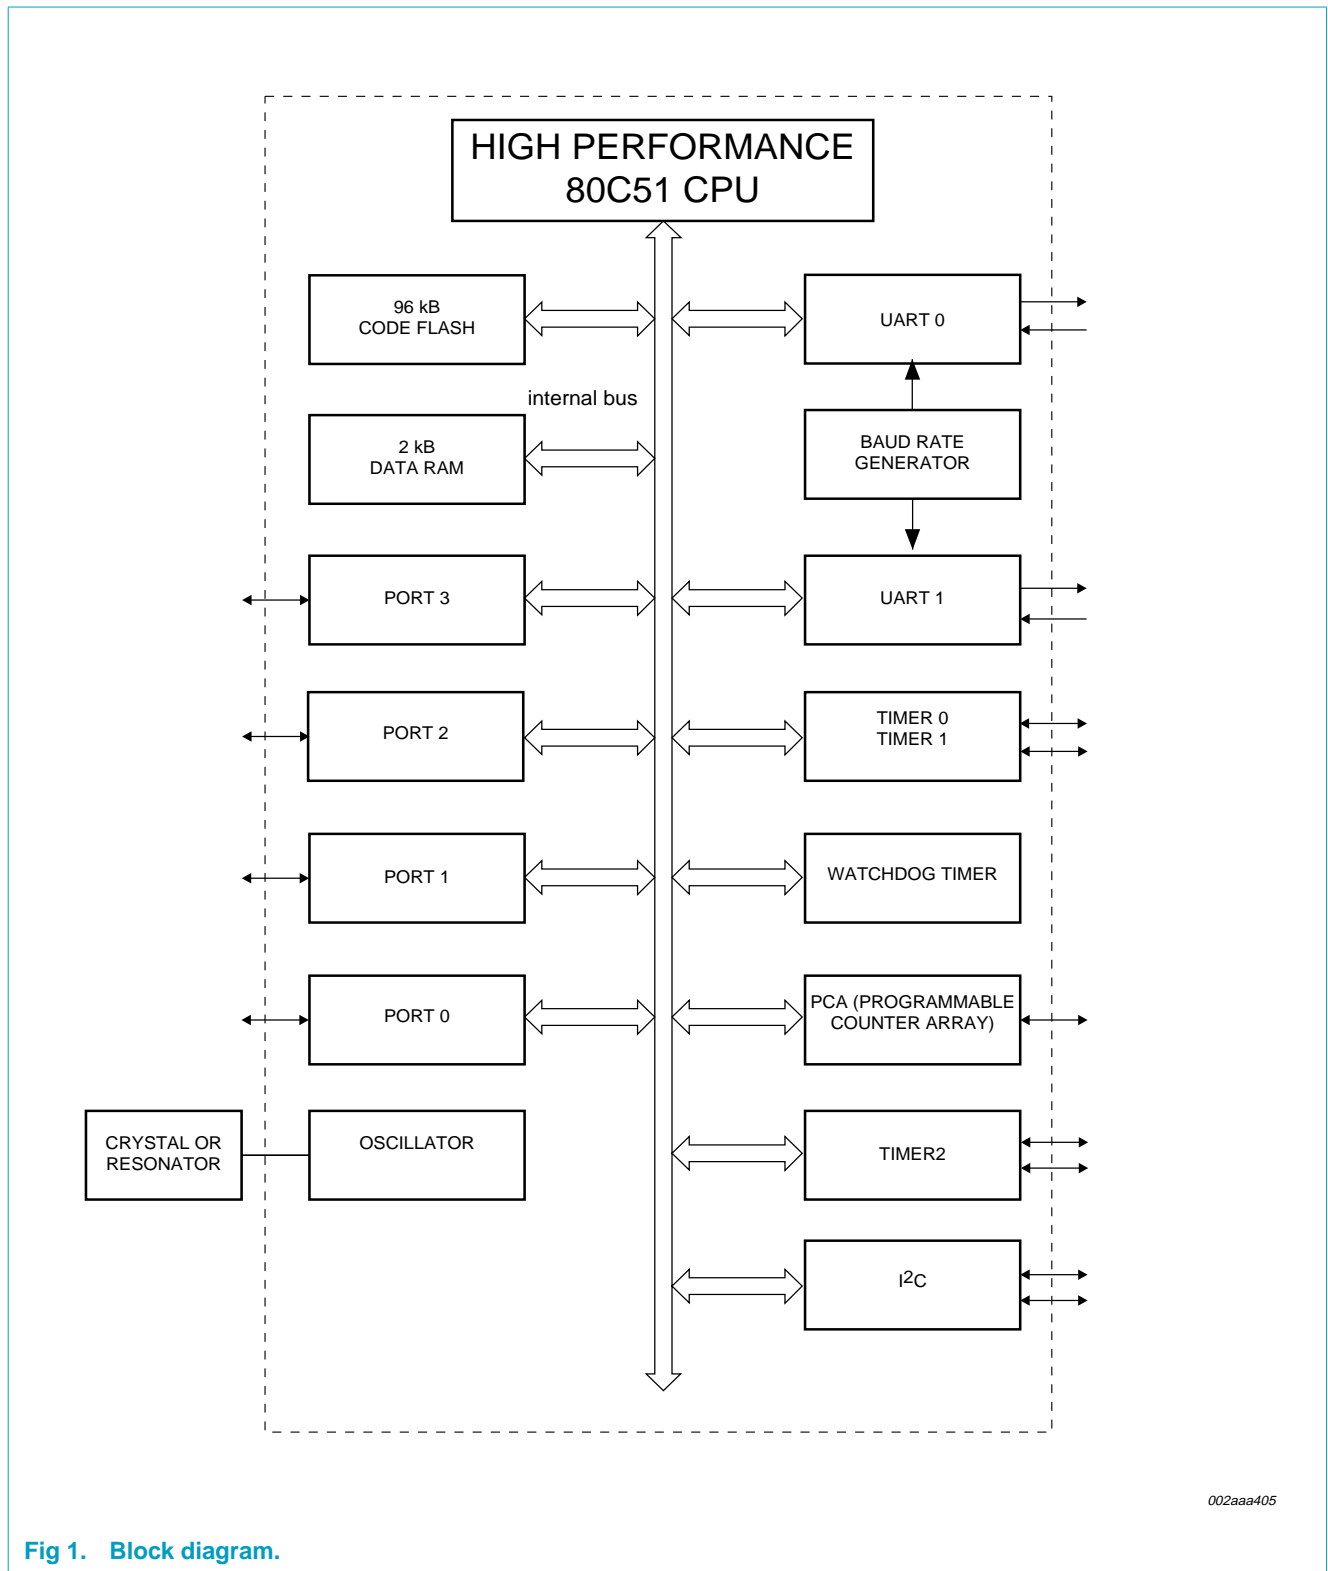 HIGH PERFORMANCE
80C51 CPU
96 kB
CODE FLASH
UART 0
internal bus
2 kB
DATA RAM
BAUD RATE
GENERATOR
PORT 3
UART 1
PORT 2
TIMER 0
TIMER 1
PORT 1
WATCHDOG TIMER
PORT 0
PCA (PROGRAMMABLE
COUNTER ARRAY)
CRYSTAL OR
RESONATOR
OSCILLATOR
TIMER2
I²C
002aaa405
Fig 1. Block diagram.